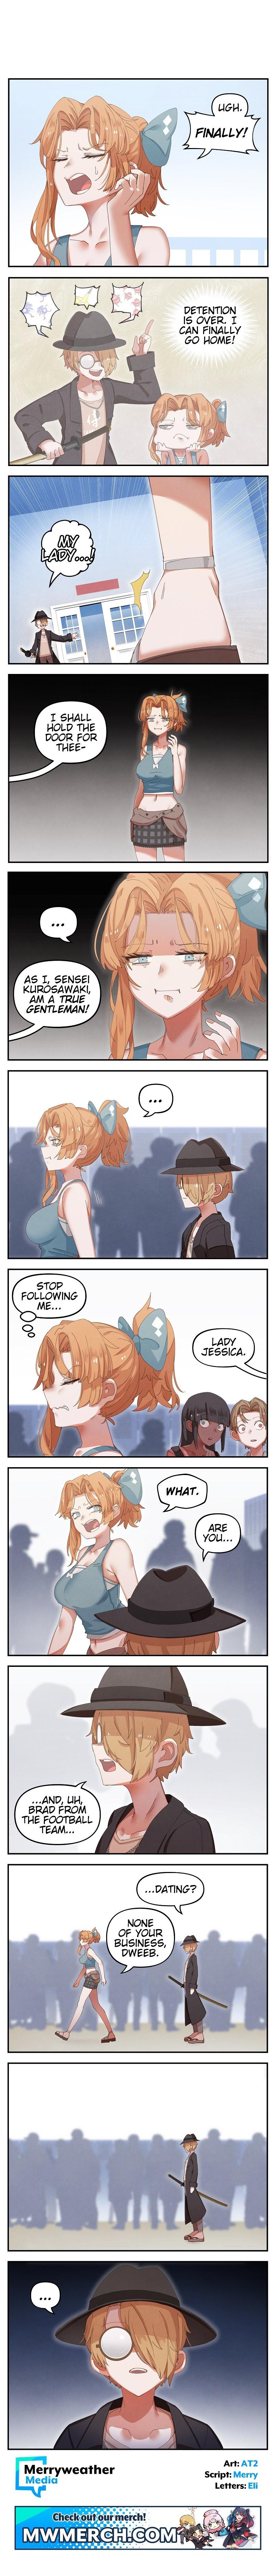 UGH.
FINALLY!
DETENTION
IS OVER. I
CAN FINALLY
GO HOME!
MY
LADY....!
I SHALL
HOLD THE
DOOR FOR
THEE-
...
AS I, SENSEI
KUROSAWAKI,
AM A TRUE
GENTLEMAN!
...
STOP
FOLLOWING
ME...
LADY
JESSICA.
WHAT.
ARE
YOU...
...AND, UH,
BRAD FROM
THE FOOTBALL
TEAM...
...DATING?
NONE
OF YOUR
BUSINESS,
DWEEB.
...
Merryweather
Media
Art: AT2
Script: Merry
Letters: Eli
Check out our merch!
MWMERCH.COM